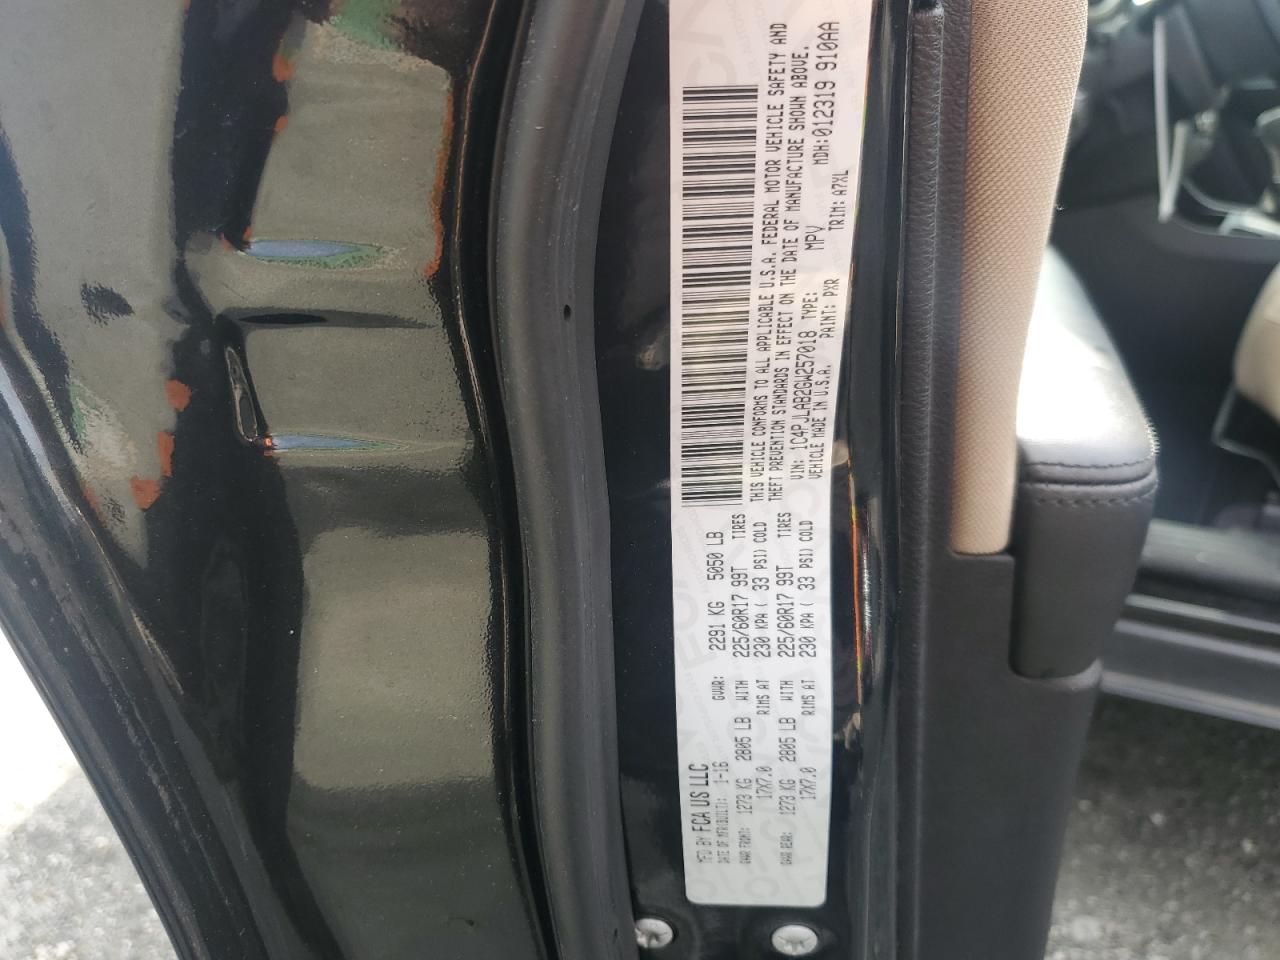 MFD BY FCA US LLC
DATE OF MFR(BUILT): 1-16 GVWR: 2291 KG 5050 LB
GAWR FRONT: 1273 KG 2805 LB WITH 225/60R17 99T TIRES
17X7.0 RIMS AT 230 KPA ( 33 PSI) COLD
GAWR REAR: 1273 KG 2805 LB WITH 225/60R17 99T TIRES
17X7.0 RIMS AT 230 KPA ( 33 PSI) COLD
THIS VEHICLE CONFORMS TO ALL APPLICABLE U.S.A. FEDERAL MOTOR VEHICLE SAFETY AND
THEFT PREVENTION STANDARDS IN EFFECT ON THE DATE OF MANUFACTURE SHOWN ABOVE.
VIN: 1C4PJLAB2GW257018 TYPE: MPV MDH:012319 910AA
VEHICLE MADE IN U.S.A. PAINT: PXR TRIM: A7XL